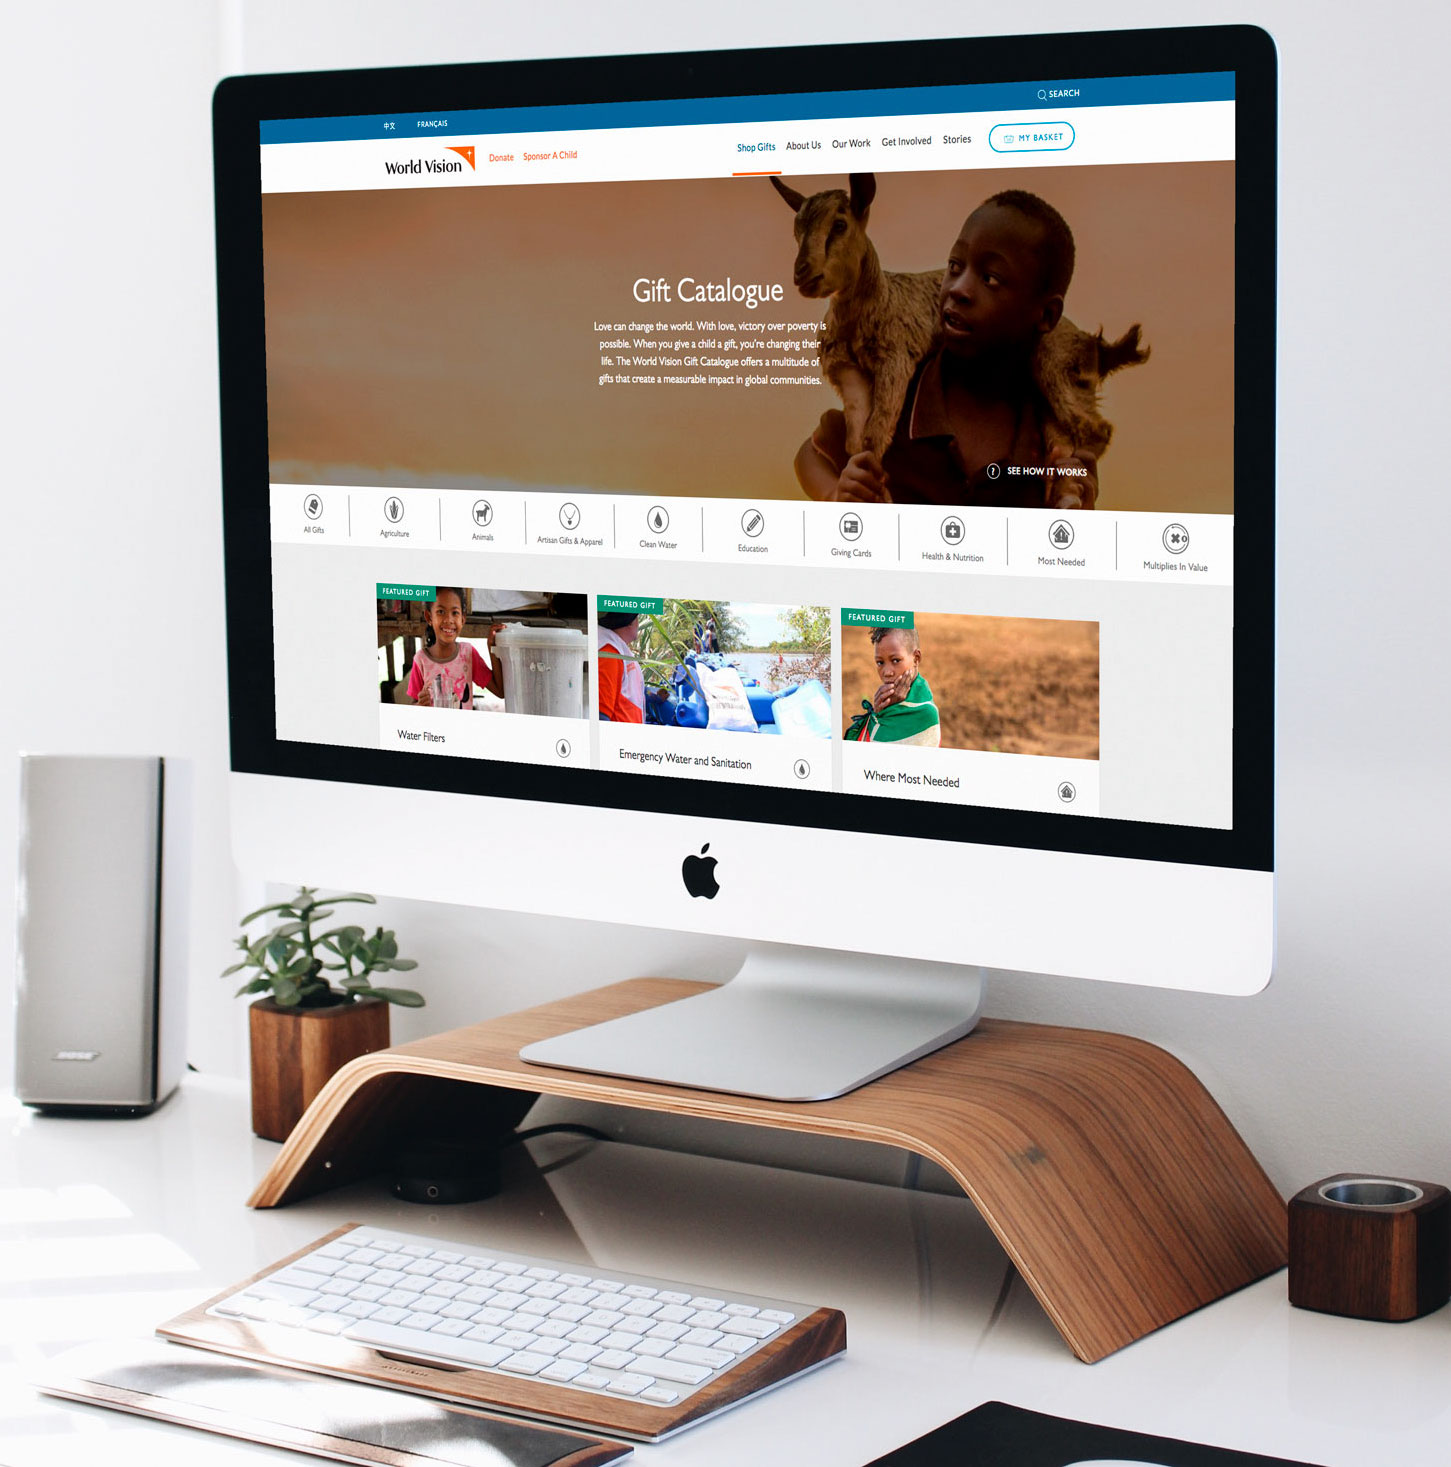 SEARCH
中文 FRANÇAIS
World Vision Donate Sponsor A Child Shop Gifts About Us Our Work Get Involved Stories MY BASKET
Gift Catalogue
Love can change the world. With love, victory over poverty is
possible. When you give a child a gift, you're changing their
life. The World Vision Gift Catalogue offers a multitude of
gifts that create a measurable impact in global communities.
? SEE HOW IT WORKS
All Gifts Agriculture Animals Artisan Gifts & Apparel Clean Water Education Giving Cards Health & Nutrition Most Needed Multiplies In Value
FEATURED GIFT FEATURED GIFT FEATURED GIFT
Water Filters Emergency Water and Sanitation Where Most Needed
BOSE